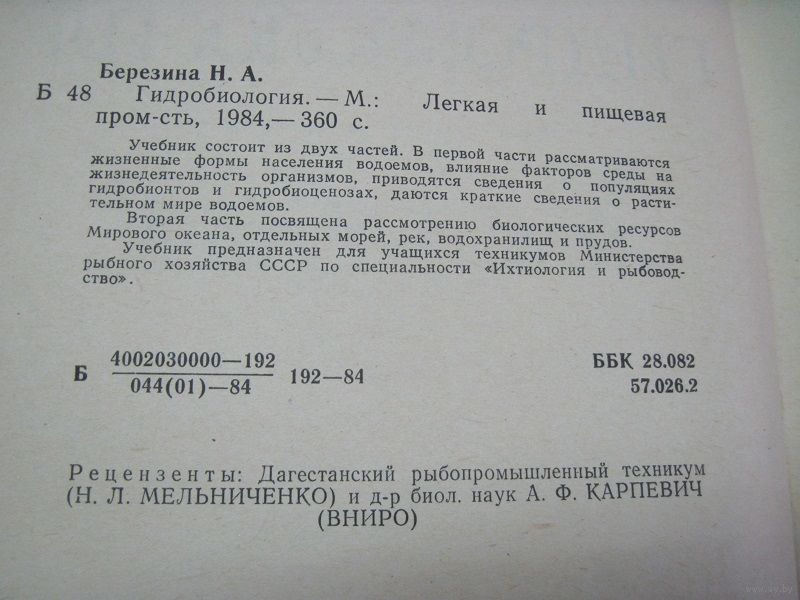 Березина Н. А.
Б 48 Гидробиология. — М.: Легкая и пищевая
пром-сть, 1984,— 360 с.
Учебник состоит из двух частей. В первой части рассматриваются
жизненные формы населения водоемов, влияние факторов среды на
жизнедеятельность организмов, приводятся сведения о популяциях
гидробионтов и гидробиоценозах, даются краткие сведения о расти-
тельном мире водоемов.
Вторая часть посвящена рассмотрению биологических ресурсов
Мирового океана, отдельных морей, рек, водохранилищ и прудов.
Учебник предназначен для учащихся техникумов Министерства
рыбного хозяйства СССР по специальности «Ихтиология и рыбовод-
ство».
Б 4002030000—192
044(01)—84 192—84
ББК 28.082
57.026.2
Рецензенты: Дагестанский рыбопромышленный техникум
(Н. Л. МЕЛЬНИЧЕНКО) и д-р биол. наук А. Ф. КАРПЕВИЧ
(ВНИРО)
www.ay.by